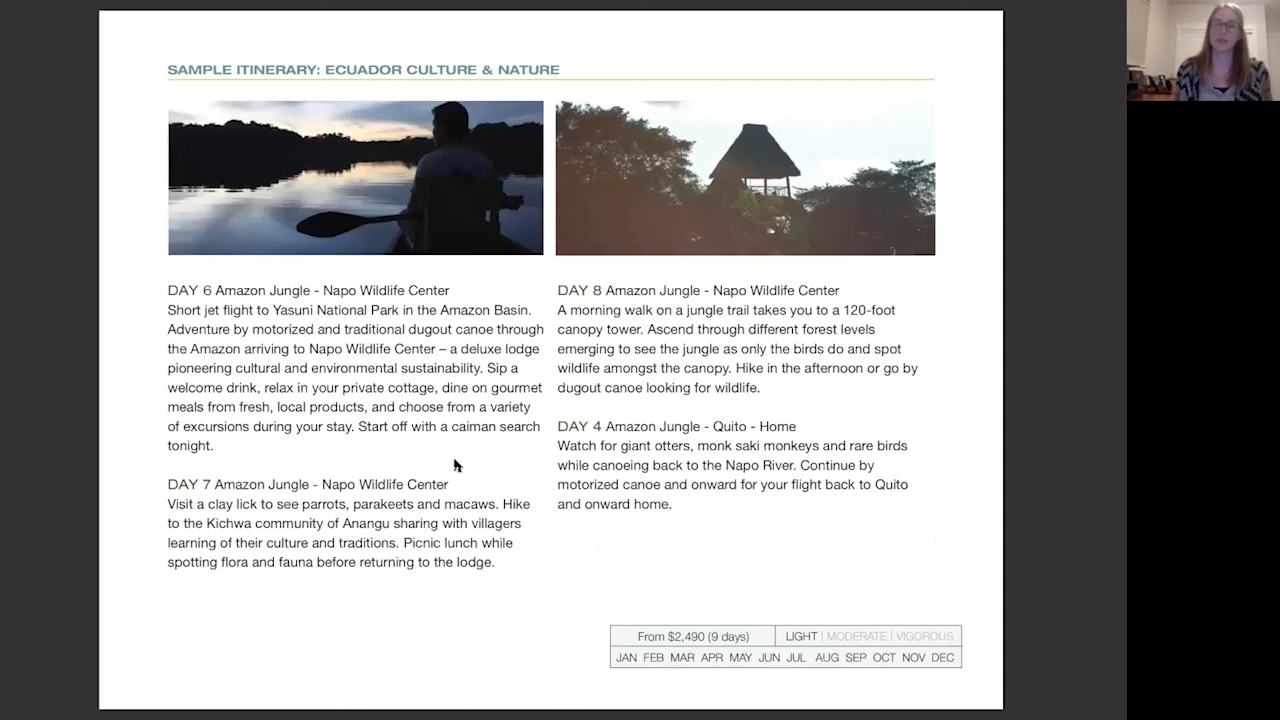 SAMPLE ITINERARY: ECUADOR CULTURE & NATURE
DAY 6 Amazon Jungle - Napo Wildlife Center
Short jet flight to Yasuni National Park in the Amazon Basin.
Adventure by motorized and traditional dugout canoe through
the Amazon arriving to Napo Wildlife Center – a deluxe lodge
pioneering cultural and environmental sustainability. Sip a
welcome drink, relax in your private cottage, dine on gourmet
meals from fresh, local products, and choose from a variety
of excursions during your stay. Start off with a caiman search
tonight.
DAY 7 Amazon Jungle - Napo Wildlife Center
Visit a clay lick to see parrots, parakeets and macaws. Hike
to the Kichwa community of Anangu sharing with villagers
learning of their culture and traditions. Picnic lunch while
spotting flora and fauna before returning to the lodge.
DAY 8 Amazon Jungle - Napo Wildlife Center
A morning walk on a jungle trail takes you to a 120-foot
canopy tower. Ascend through different forest levels
emerging to see the jungle as only the birds do and spot
wildlife amongst the canopy. Hike in the afternoon or go by
dugout canoe looking for wildlife.
DAY 4 Amazon Jungle - Quito - Home
Watch for giant otters, monk saki monkeys and rare birds
while canoeing back to the Napo River. Continue by
motorized canoe and onward for your flight back to Quito
and onward home.
From $2,490 (9 days) LIGHT | MODERATE | VIGOROUS
JAN FEB MAR APR MAY JUN JUL AUG SEP OCT NOV DEC